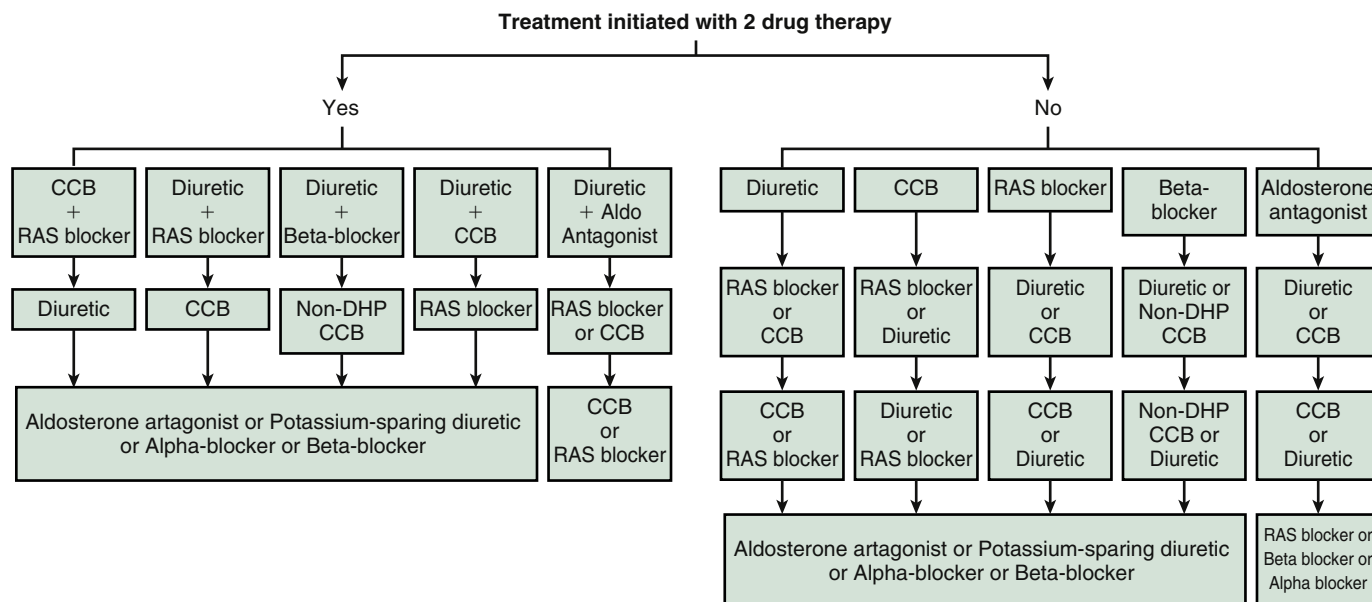 Treatment initiated with 2 drug therapy
Yes
No
CCB
+
RAS blocker
Diuretic
+
RAS blocker
Diuretic
+
Beta-blocker
Diuretic
+
CCB
Diuretic
+ Aldo
Antagonist
Diuretic
CCB
Non-DHP
CCB
RAS blocker
RAS blocker
or CCB
Aldosterone artagonist or Potassium-sparing diuretic
or Alpha-blocker or Beta-blocker
CCB
or
RAS blocker
Diuretic
CCB
RAS blocker
Beta-
blocker
Aldosterone
antagonist
RAS blocker
or
CCB
RAS blocker
or
Diuretic
Diuretic
or
CCB
Diuretic or
Non-DHP
CCB
Diuretic
or
CCB
CCB
or
RAS blocker
Diuretic
or
RAS blocker
CCB
or
Diuretic
Non-DHP
CCB or
Diuretic
CCB
or
Diuretic
Aldosterone artagonist or Potassium-sparing diuretic
or Alpha-blocker or Beta-blocker
RAS blocker or
Beta blocker or
Alpha blocker